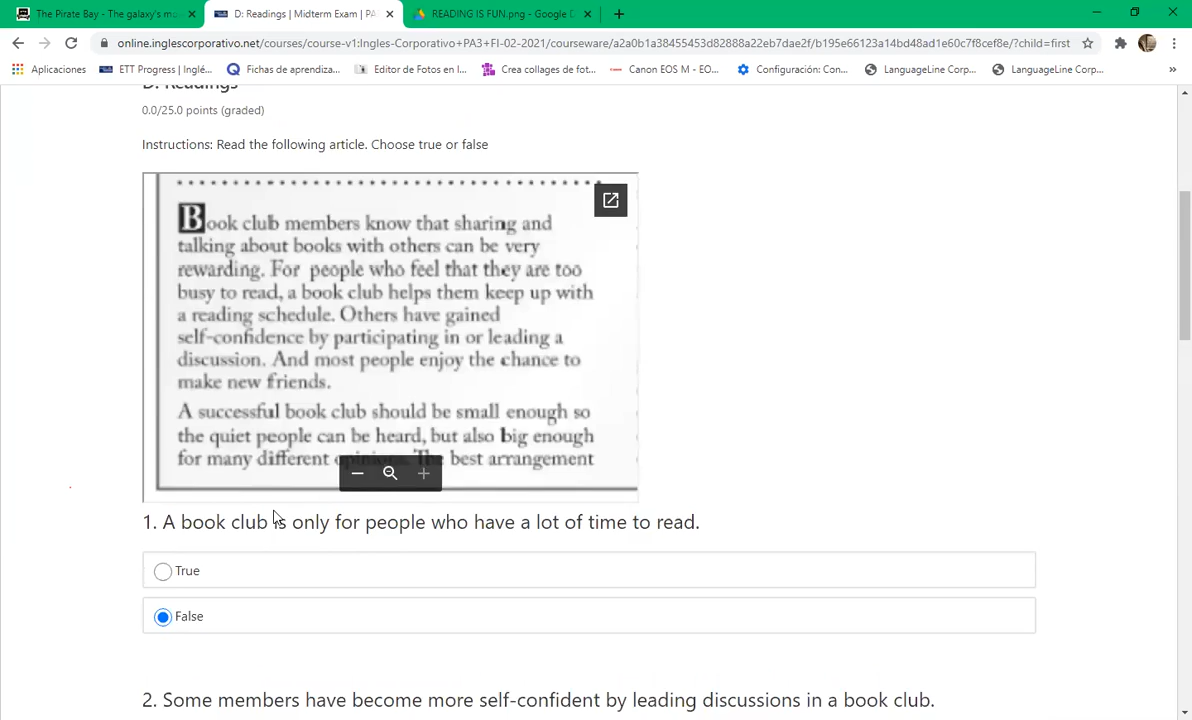 The Pirate Bay - The galaxy's mo
D: Readings | Midterm Exam | PA
READING IS FUN.png - Google D
online.inglescorporativo.net/courses/course-v1:Ingles-Corporativo+PA3+FI-02-2021/courseware/a2a0b1a38455453d82888a22eb7dae2f/b195e66123a14bd48ad1e60c7f8cef8e/?child=first
Aplicaciones
ETT Progress | Inglé...
Fichas de aprendiza...
Editor de Fotos en l...
Crea collages de fot...
Canon EOS M - EO...
Configuración: Con...
LanguageLine Corp...
LanguageLine Corp...
D: Readings
0.0/25.0 points (graded)
Instructions: Read the following article. Choose true or false
Book club members know that sharing and
talking about books with others can be very
rewarding. For people who feel that they are too
busy to read, a book club helps them keep up with
a reading schedule. Others have gained
self-confidence by participating in or leading a
discussion. And most people enjoy the chance to
make new friends.
A successful book club should be small enough so
the quiet people can be heard, but also big enough
for many different opinions. The best arrangement
1. A book club is only for people who have a lot of time to read.
True
False
2. Some members have become more self-confident by leading discussions in a book club.